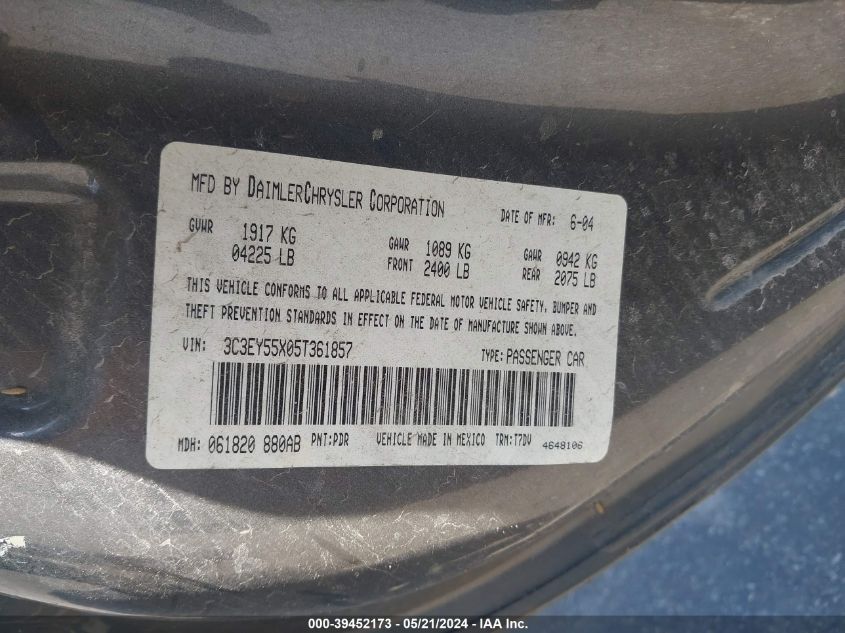 MFD BY DAIMLERCHRYSLER CORPORATION DATE OF MFR: 6-04
GVWR 1917 KG GAWR 1089 KG GAWR 0942 KG
04225 LB FRONT 2400 LB REAR 2075 LB
THIS VEHICLE CONFORMS TO ALL APPLICABLE FEDERAL MOTOR VEHICLE SAFETY, BUMPER AND
THEFT PREVENTION STANDARDS IN EFFECT ON THE DATE OF MANUFACTURE SHOWN ABOVE.
VIN: 3C3EY55X05T361857 TYPE: PASSENGER CAR
MDH: 061820 880AB PNT:PDR VEHICLE MADE IN MEXICO TRM:T7DV 4648106
000-39452173 - 05/21/2024 - IAA Holdings, LLC.